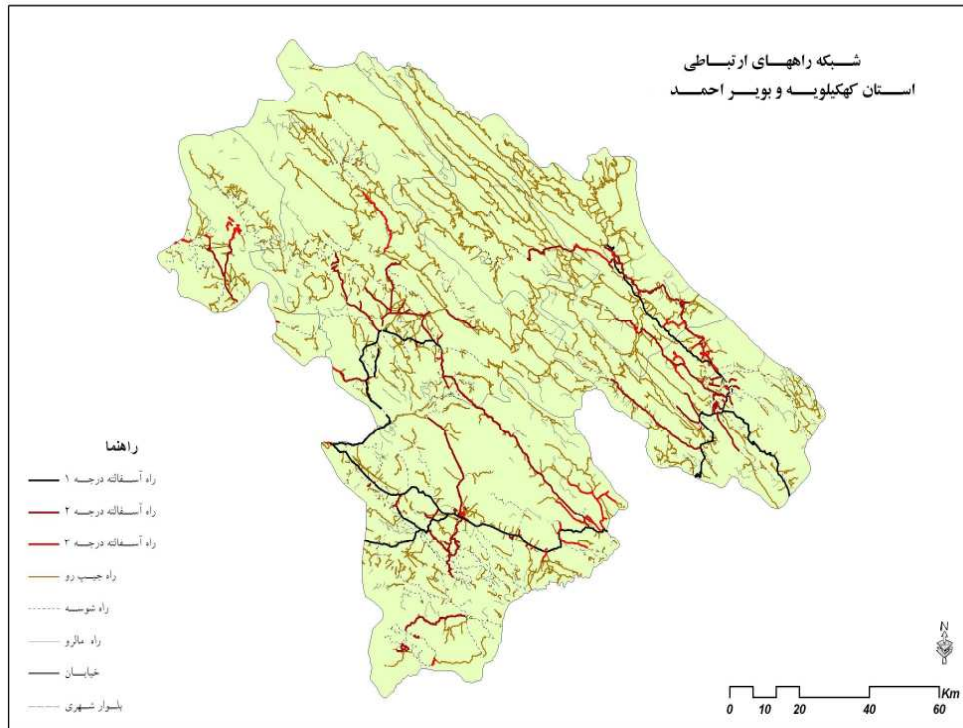 شبکه راههای ارتباطی
استان کهکیلویه و بویر احمد
راهنما
راه آسفالته درجه ۱
راه آسفالته درجه ۲
راه آسفالته درجه ۳
راه جیپ رو
راه شوسه
راه مالرو
خیابان
بلوار شهری
N
Km
0 10 20 40 60